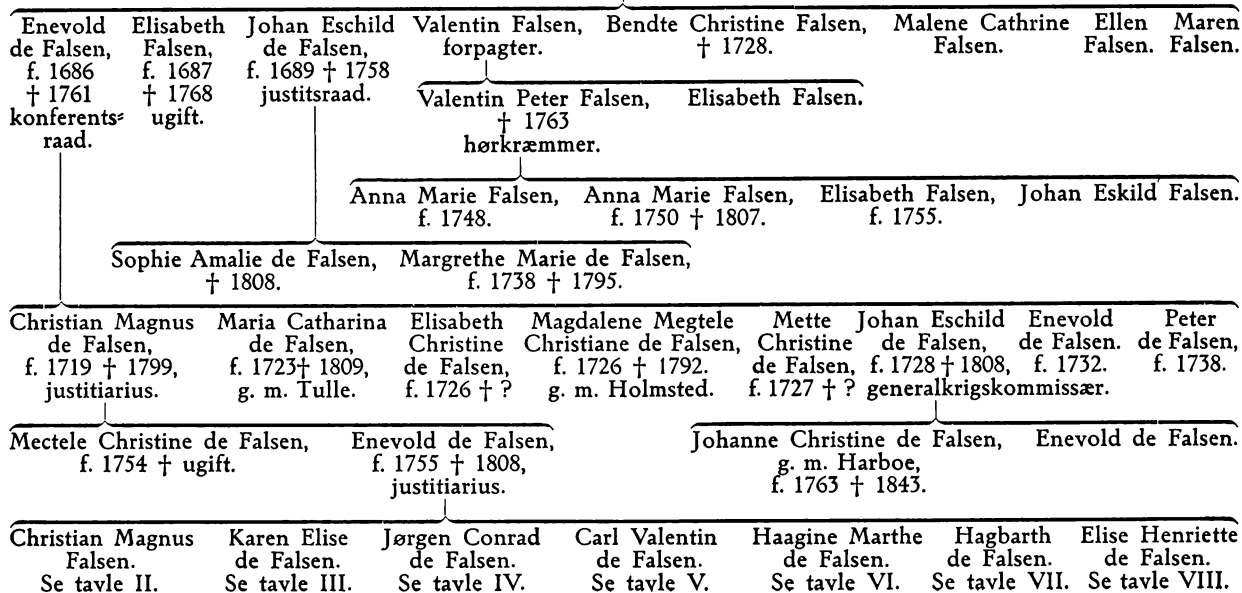 Enevold
de Falsen,
f. 1686
† 1761
konferents=
raad.
Elisabeth
Falsen,
f. 1687
† 1768
ugift.
Johan Eschild
de Falsen,
f. 1689 † 1758
justitsraad.
Valentin Falsen,
forpagter.
Bendte Christine Falsen,
† 1728.
Malene Cathrine
Falsen.
Ellen
Falsen.
Maren
Falsen.
Valentin Peter Falsen,
† 1763
hørkræmmer.
Elisabeth Falsen.
Anna Marie Falsen,
f. 1748.
Anna Marie Falsen,
f. 1750 † 1807.
Elisabeth Falsen,
f. 1755.
Johan Eskild Falsen.
Sophie Amalie de Falsen,
† 1808.
Margrethe Marie de Falsen,
f. 1738 † 1795.
Christian Magnus
de Falsen,
f. 1719 † 1799,
justitiarius.
Maria Catharina
de Falsen,
f. 1723† 1809,
g. m. Tulle.
Elisabeth
Christine
de Falsen,
f. 1726 † ?
Magdalene Megtele
Christiane de Falsen,
f. 1726 † 1792.
g. m. Holmsted.
Mette
Christine
de Falsen,
f. 1727 † ?
Johan Eschild
de Falsen,
f. 1728 † 1808,
generalkrigskommissær.
Enevold
de Falsen.
f. 1732.
Peter
de Falsen,
f. 1738.
Mectele Christine de Falsen,
f. 1754 † ugift.
Enevold de Falsen,
f. 1755 † 1808,
justitiarius.
Johanne Christine de Falsen,
g. m. Harboe,
f. 1763 † 1843.
Enevold de Falsen.
Christian Magnus
Falsen.
Se tavle II.
Karen Elise
de Falsen.
Se tavle III.
Jørgen Conrad
de Falsen.
Se tavle IV.
Carl Valentin
de Falsen.
Se tavle V.
Haagine Marthe
de Falsen.
Se tavle VI.
Hagbarth
de Falsen.
Se tavle VII.
Elise Henriette
de Falsen.
Se tavle VIII.